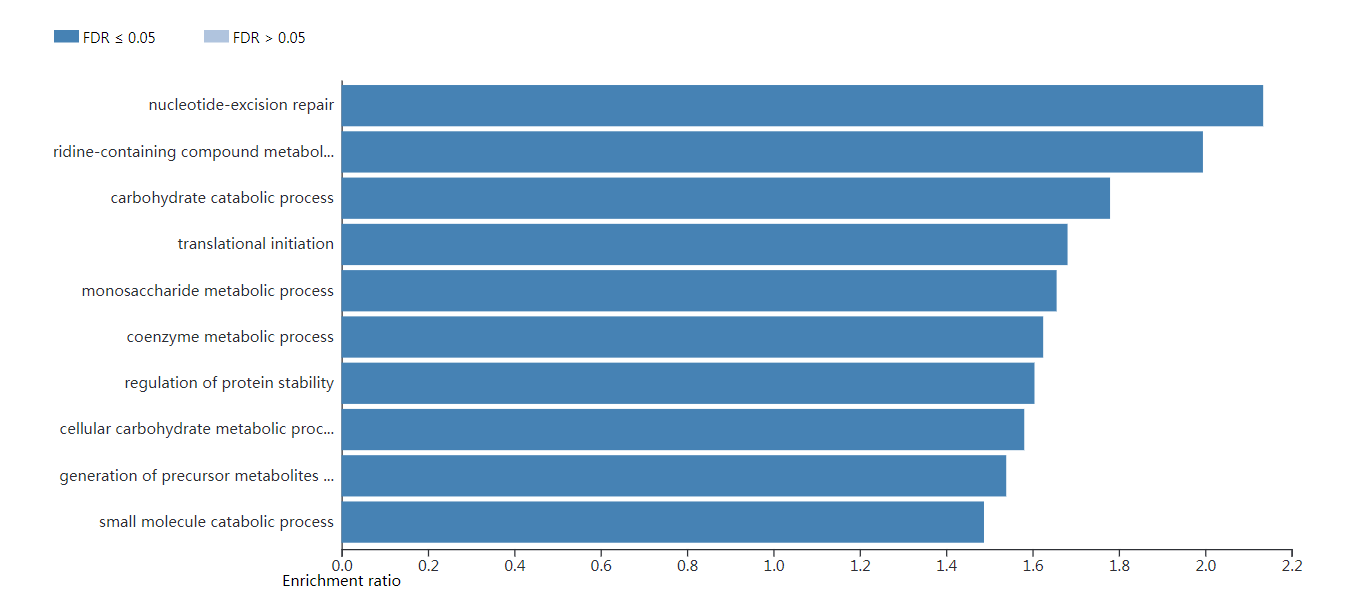 FDR ≤ 0.05 FDR > 0.05
nucleotide-excision repair
ridine-containing compound metabol...
carbohydrate catabolic process
translational initiation
monosaccharide metabolic process
coenzyme metabolic process
regulation of protein stability
cellular carbohydrate metabolic proc...
generation of precursor metabolites ...
small molecule catabolic process
0.0 0.2 0.4 0.6 0.8 1.0 1.2 1.4 1.6 1.8 2.0 2.2
Enrichment ratio